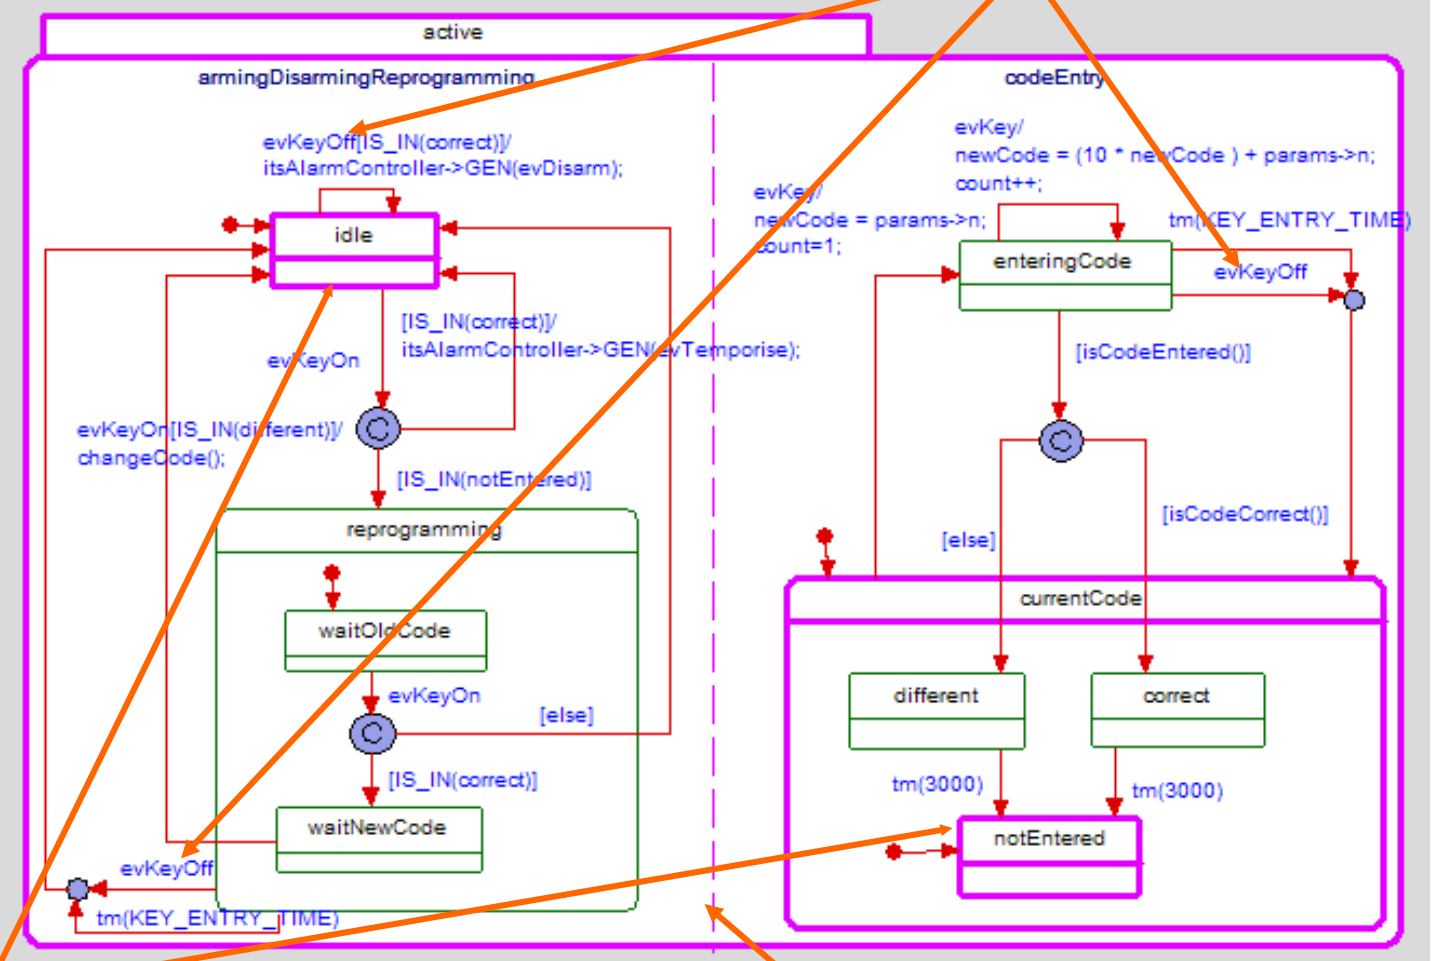 active
armingDisarmingReprogramming
codeEntry
evKeyOff[IS_IN(correct)]/
itsAlarmController->GEN(evDisarm);
idle
evKeyOn
[IS_IN(correct)]/
itsAlarmController->GEN(evTemporise);
evKeyOn[IS_IN(different)]/
changeCode();
[IS_IN(notEntered)]
reprogramming
waitOldCode
evKeyOn
[else]
[IS_IN(correct)]
waitNewCode
evKeyOff
tm(KEY_ENTRY_TIME)
evKey/
newCode = (10 * newCode ) + params->n;
count++;
evKey/
newCode = params->n;
count=1;
tm(KEY_ENTRY_TIME)
enteringCode
evKeyOff
[isCodeEntered()]
C
C
C
[else]
[isCodeCorrect()]
currentCode
different
correct
tm(3000)
tm(3000)
notEntered